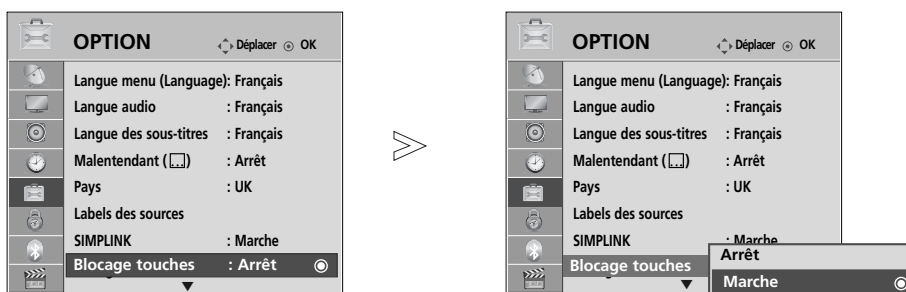 OPTION Déplacer OK
Langue menu (Language): Français
Langue audio : Français
Langue des sous-titres : Français
Malentendant (...) : Arrêt
Pays : UK
Labels des sources
SIMPLINK : Marche
Blocage touches : Arrêt
OPTION Déplacer OK
Langue menu (Language): Français
Langue audio : Français
Langue des sous-titres : Français
Malentendant (...) : Arrêt
Pays : UK
Labels des sources
SIMPLINK : Marche
Blocage touches
Arrêt
Marche